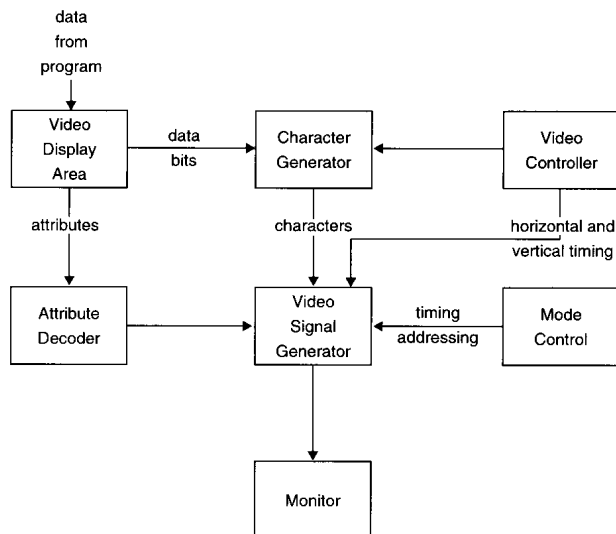 data
from
program
Video
Display
Area
data
bits
Character
Generator
Video
Controller
attributes
characters
horizontal and
vertical timing
Attribute
Decoder
Video
Signal
Generator
timing
addressing
Mode
Control
Monitor